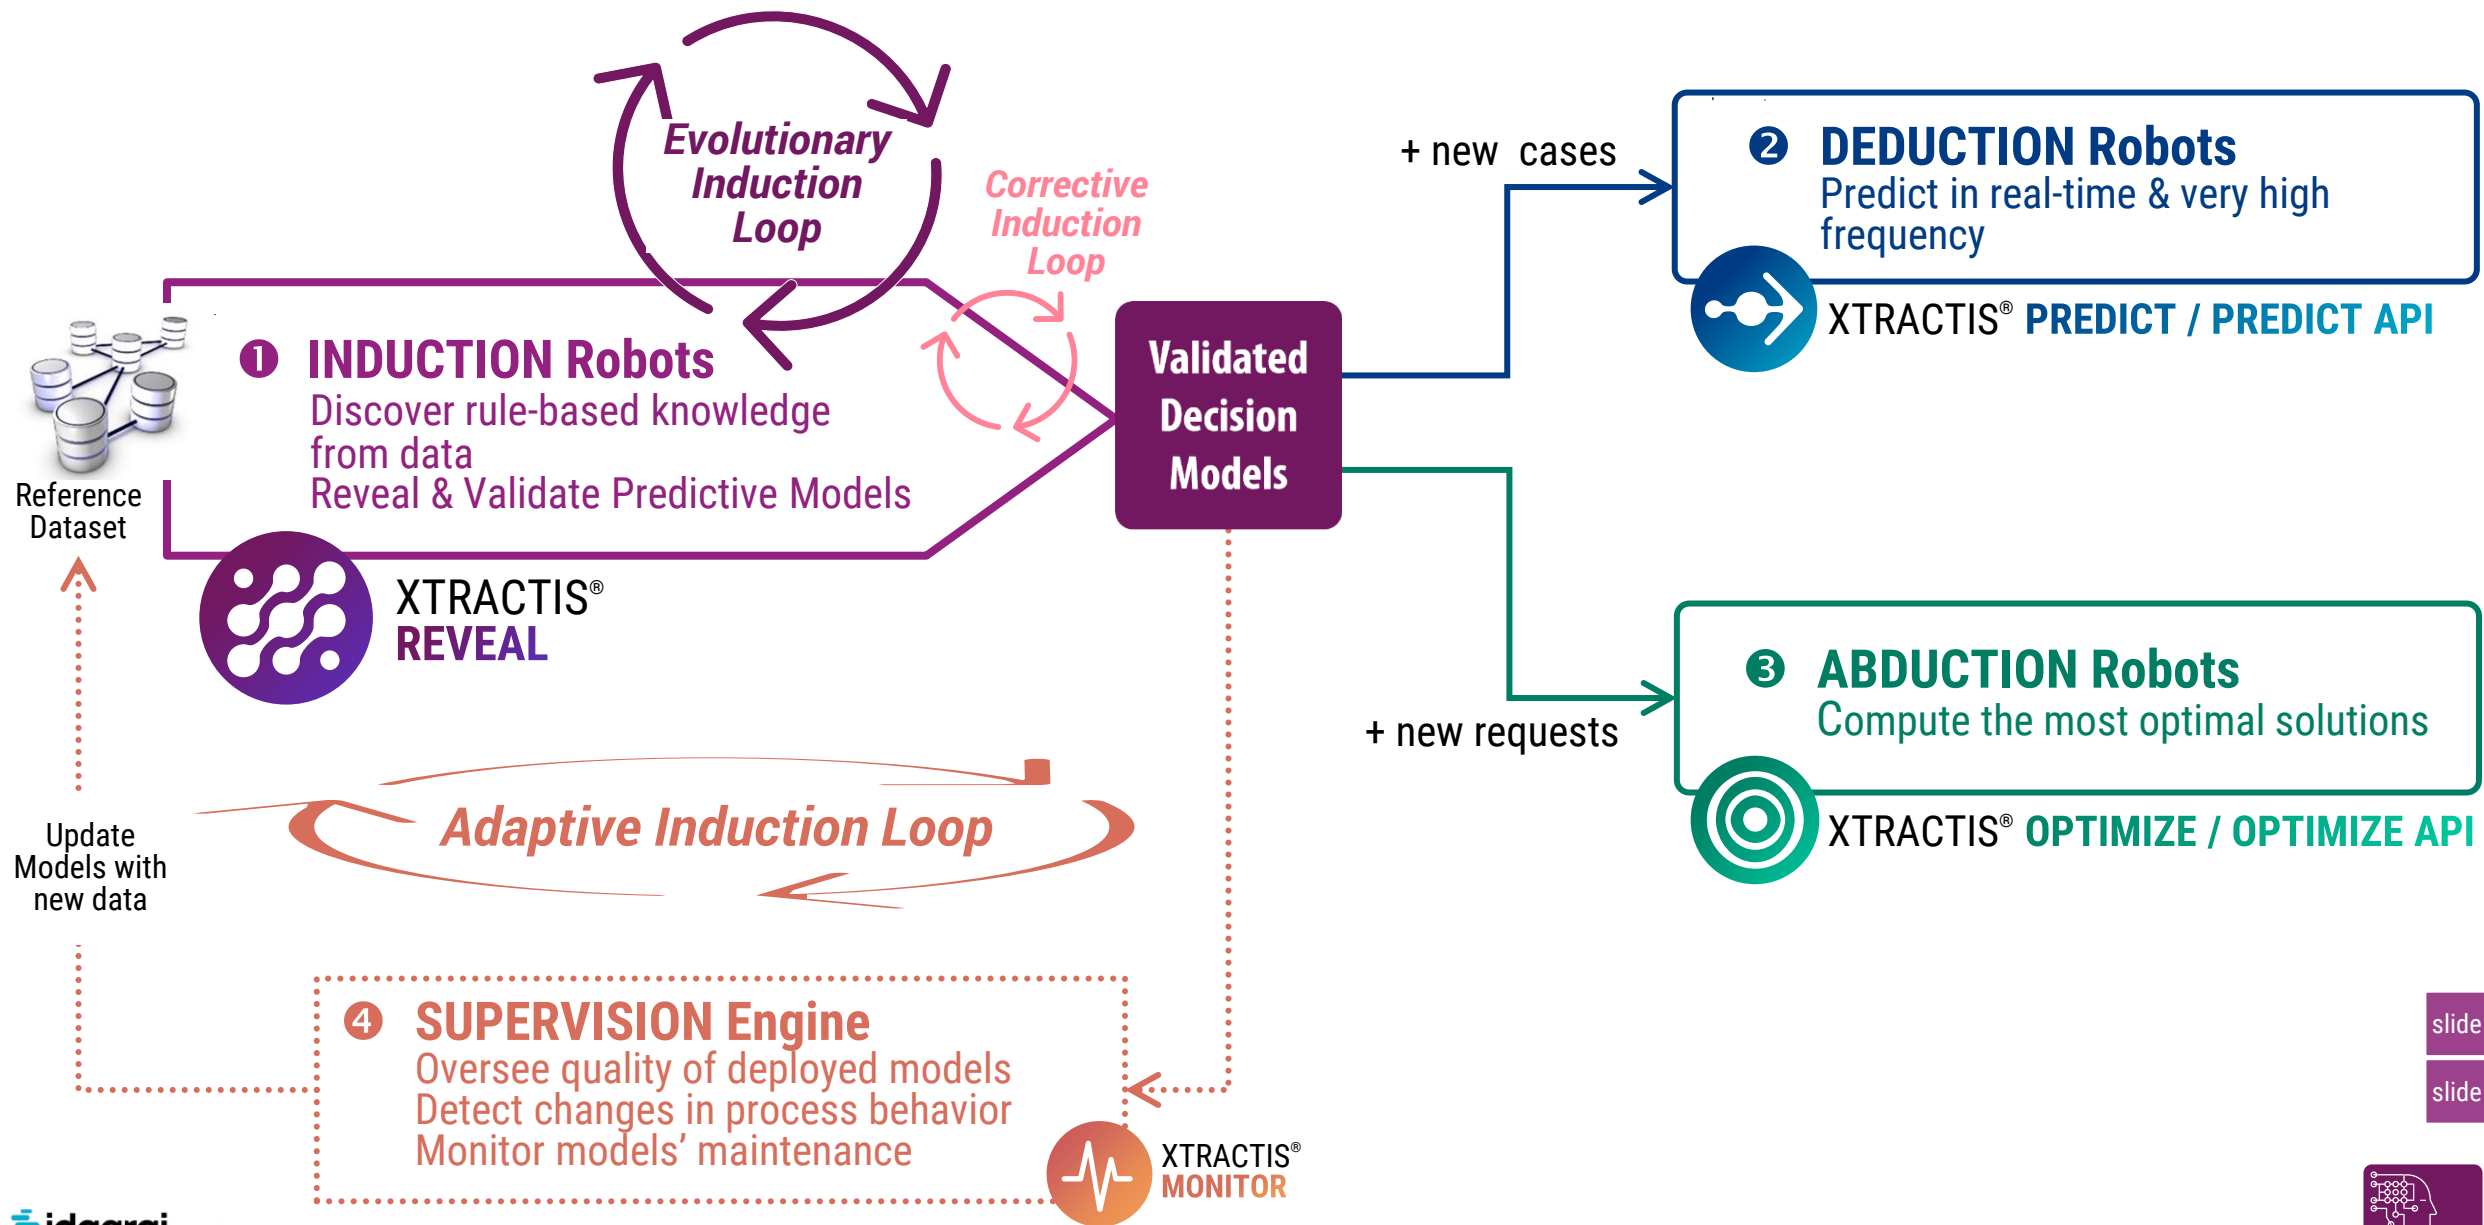 Evolutionary
Induction
Loop
Corrective
Induction
Loop
Reference
Dataset
❶ INDUCTION Robots
Discover rule-based knowledge
from data
Reveal & Validate Predictive Models
XTRACTIS®
REVEAL
Validated
Decision
Models
+ new cases
❷ DEDUCTION Robots
Predict in real-time & very high
frequency
XTRACTIS® PREDICT / PREDICT API
+ new requests
❸ ABDUCTION Robots
Compute the most optimal solutions
XTRACTIS® OPTIMIZE / OPTIMIZE API
Adaptive Induction Loop
Update
Models with
new data
❹ SUPERVISION Engine
Oversee quality of deployed models
Detect changes in process behavior
Monitor models’ maintenance
XTRACTIS®
MONITOR
slide
slide